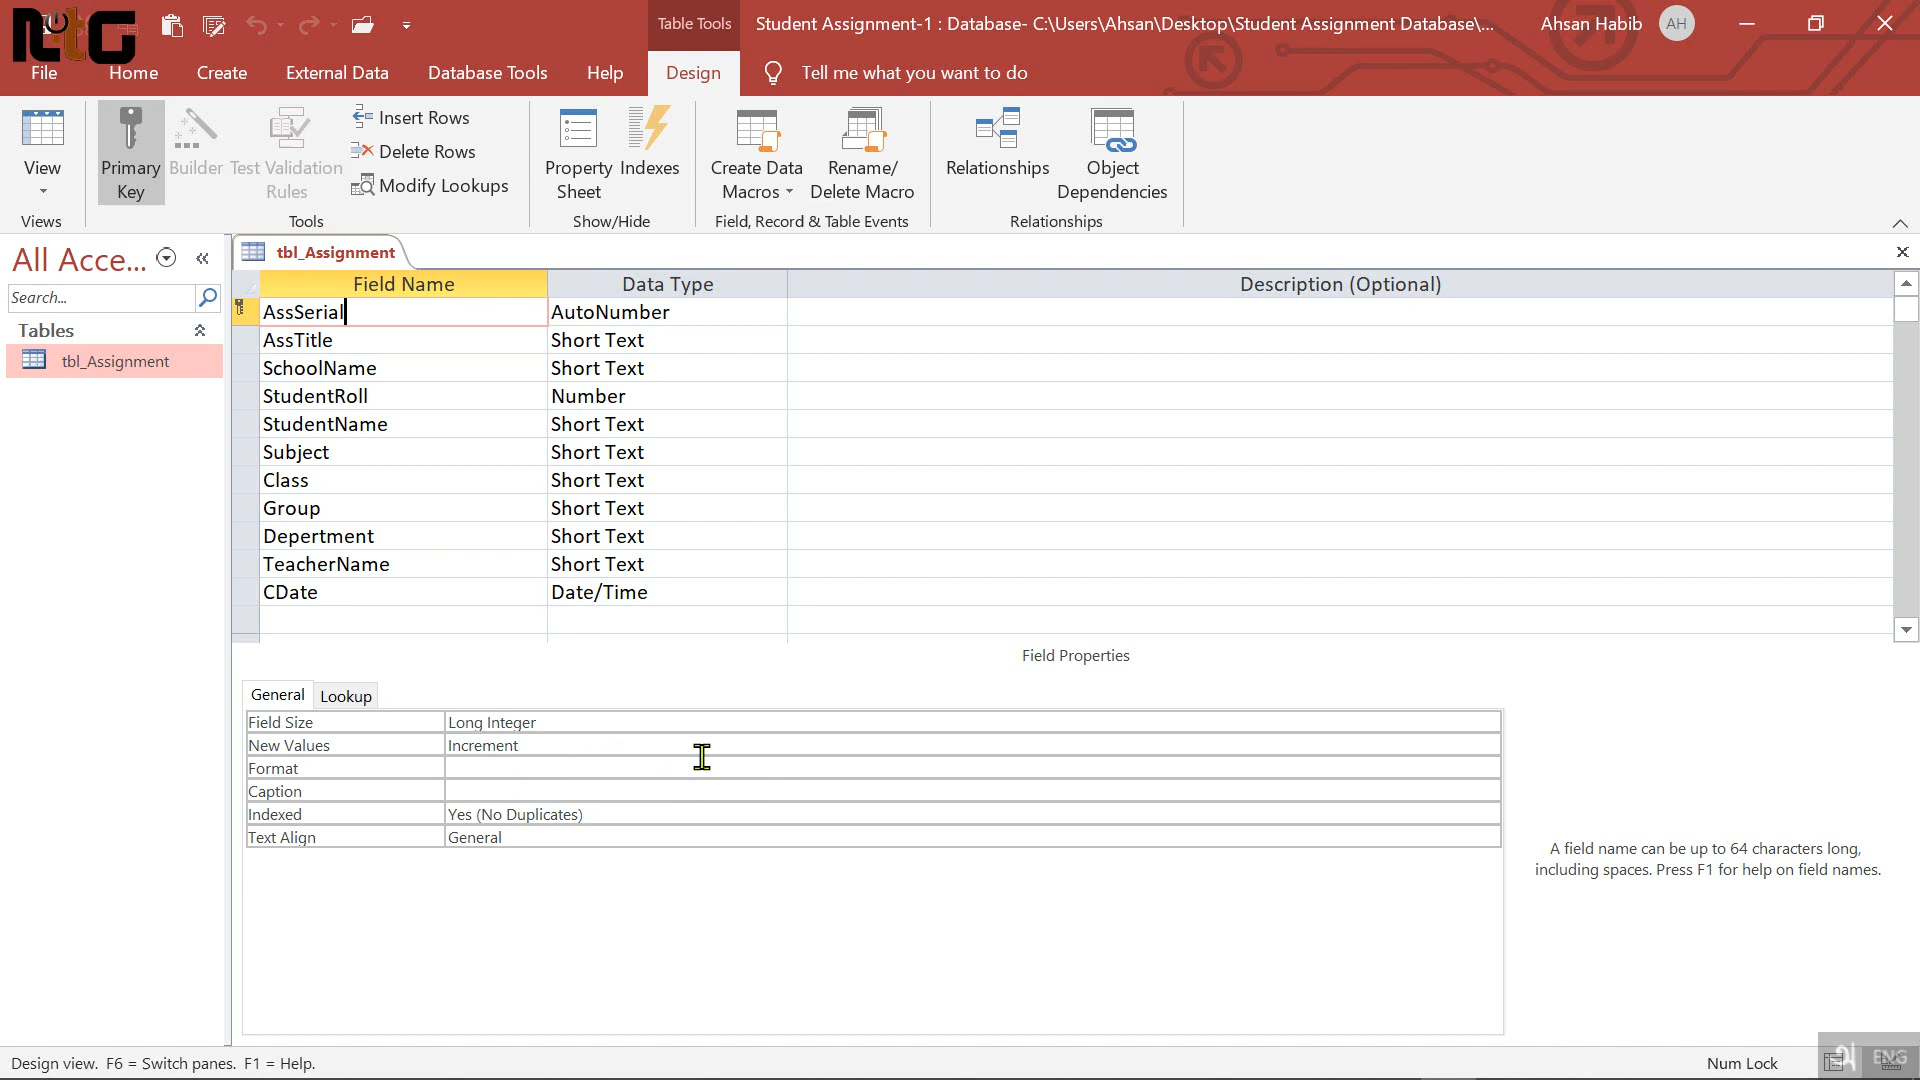 NTG
Table Tools
Student Assignment-1 : Database- C:\Users\Ahsan\Desktop\Student Assignment Database\...
Ahsan Habib
AH
File
Home
Create
External Data
Database Tools
Help
Design
Tell me what you want to do
View
Primary
Key
Builder
Test Validation
Rules
Insert Rows
Delete Rows
Modify Lookups
Property
Sheet
Indexes
Create Data
Macros
Rename/
Delete Macro
Relationships
Object
Dependencies
Views
Tools
Show/Hide
Field, Record & Table Events
Relationships
All Acce...
Search...
Tables
tbl_Assignment
tbl_Assignment
Field Name Data Type Description (Optional)
AssSerial AutoNumber
AssTitle Short Text
SchoolName Short Text
StudentRoll Number
StudentName Short Text
Subject Short Text
Class Short Text
Group Short Text
Depertment Short Text
TeacherName Short Text
CDate Date/Time
Field Properties
General Lookup
Field Size Long Integer
New Values Increment
Format
Caption
Indexed Yes (No Duplicates)
Text Align General
A field name can be up to 64 characters long,
including spaces. Press F1 for help on field names.
Design view. F6 = Switch panes. F1 = Help.
Num Lock
ENG